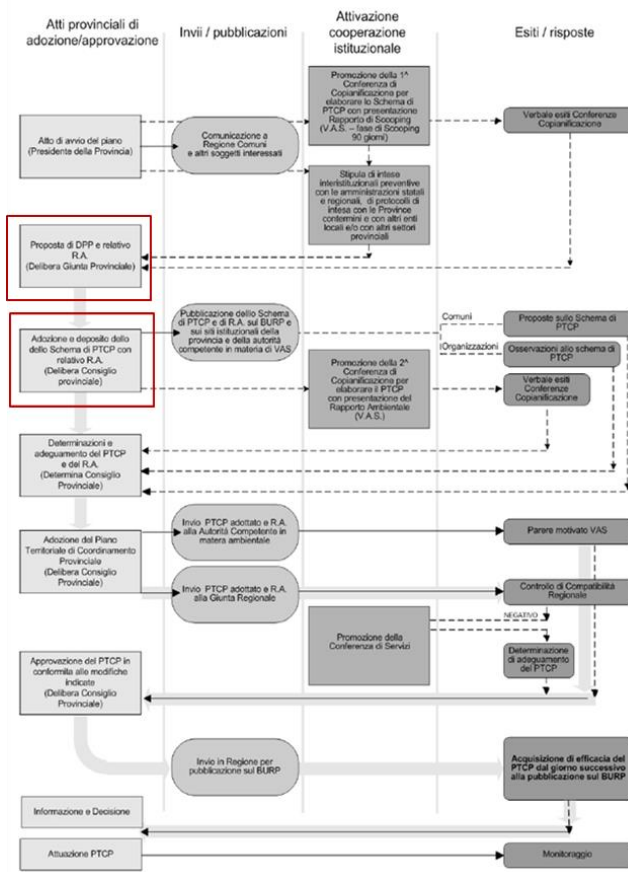 Atti provinciali di
adozione/approvazione
Invii / pubblicazioni
Attivazione
cooperazione
istituzionale
Esiti / risposte
Atto di avvio del piano
(Presidente della Provincia)
Comunicazione a
Regione Comuni
e altri soggetti interessati
Promozione della 1^
Conferenza di
Copianificazione per
elaborare lo Schema di
PTCP con presentazione
Rapporto di Scooping
(V.A.S. – fase di Scooping
90 giorni)
Verbale esiti Conferenze
Copianificazione
Stipula di intese
interistituzionali preventive
con le amministrazioni statali
e regionali, di protocolli di
intesa con le Province
contermini e con altri enti
locali e/o con altri settori
provinciali
Proposta di DPP e relativo
R.A.
(Delibera Giunta Provinciale)
Adozione e deposito dello
dello Schema di PTCP con
relativo R.A.
(Delibera Consiglio
provinciale)
Pubblicazione dello Schema
di PTCP e di R.A. sul BURP e
sui siti istituzionali della
provincia e della autorità
competente in materia di VAS
Comuni
Proposte sullo Schema di
PTCP
Organizzazioni
Osservazioni allo schema di
PTCP
Promozione della 2^
Conferenza di
Copianificazione per
elaborare il PTCP
con presentazione del
Rapporto Ambientale
(V.A.S.)
Verbale esiti
Conferenze
Copianificazione
Determinazioni e
adeguamento del PTCP
e del R.A.
(Determina Consiglio
Provinciale)
Adozione del Piano
Territoriale di Coordinamento
Provinciale
(Delibera Consiglio
Provinciale)
Invio PTCP adottato e R.A.
alla Autorità Competente in
matera ambientale
Parere motivato VAS
Invio PTCP adottato e R.A.
alla Giunta Regionale
Controllo di Compatibilità
Regionale
NEGATIVO
Promozione della
Conferenza di Servizi
Determinazione
di adeguamento
del PTCP
Approvazione del PTCP in
conformita alle modifiche
indicate
(Delibera Consiglio
Provinciale)
Invio in Regione per
pubblicazione sul BURP
Acquisizione di efficacia del
PTCP dal giorno successivo
alla pubblicazione sul BURP
Informazione e Decisione
Attuazione PTCP
Monitoraggio